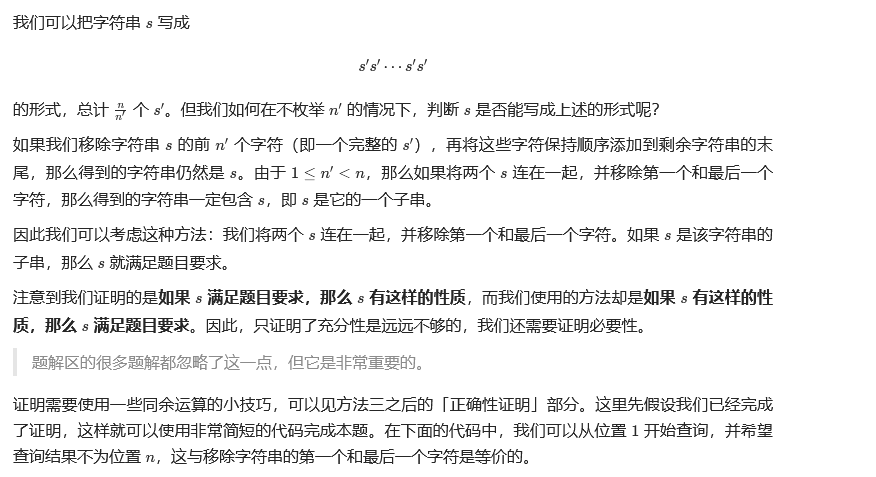 我们可以把字符串 s 写成
s′s′⋯s′s′
的形式，总计 n/n′ 个 s′。但我们如何在不枚举 n′ 的情况下，判断 s 是否能写成上述的形式呢？
如果我们移除字符串 s 的前 n′ 个字符（即一个完整的 s′），再将这些字符保持顺序添加到剩余字符串的末
尾，那么得到的字符串仍然是 s。由于 1 ≤ n′ < n，那么如果将两个 s 连在一起，并移除第一个和最后一个
字符，那么得到的字符串一定包含 s，即 s 是它的一个子串。
因此我们可以考虑这种方法：我们将两个 s 连在一起，并移除第一个和最后一个字符。如果 s 是该字符串的
子串，那么 s 就满足题目要求。
注意到我们证明的是如果 s 满足题目要求，那么 s 有这样的性质，而我们使用的方法却是如果 s 有这样的性
质，那么 s 满足题目要求。因此，只证明了充分性是远远不够的，我们还需要证明必要性。
题解区的很多题解都忽略了这一点，但它是非常重要的。
证明需要使用一些同余运算的小技巧，可以见方法三之后的「正确性证明」部分。这里先假设我们已经完成
了证明，这样就可以使用非常简短的代码完成本题。在下面的代码中，我们可以从位置 1 开始查询，并希望
查询结果不为位置 n，这与移除字符串的第一个和最后一个字符是等价的。